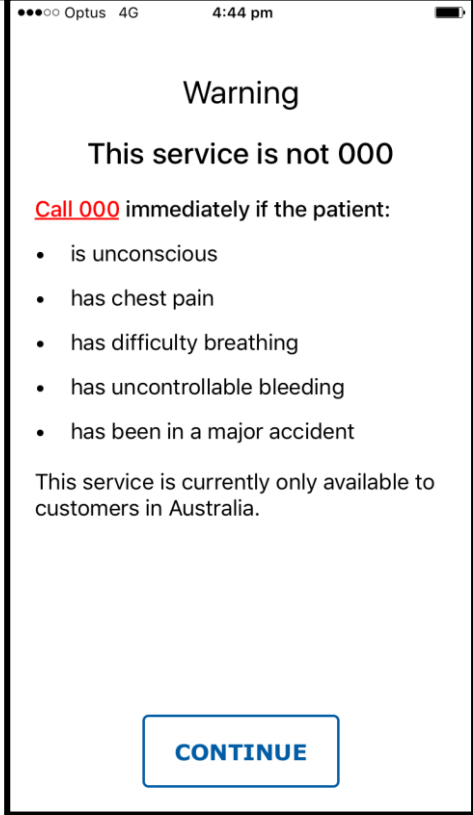 Optus 4G 4:44 pm
Warning
This service is not 000
Call 000 immediately if the patient:
• is unconscious
• has chest pain
• has difficulty breathing
• has uncontrollable bleeding
• has been in a major accident
This service is currently only available to
customers in Australia.
CONTINUE